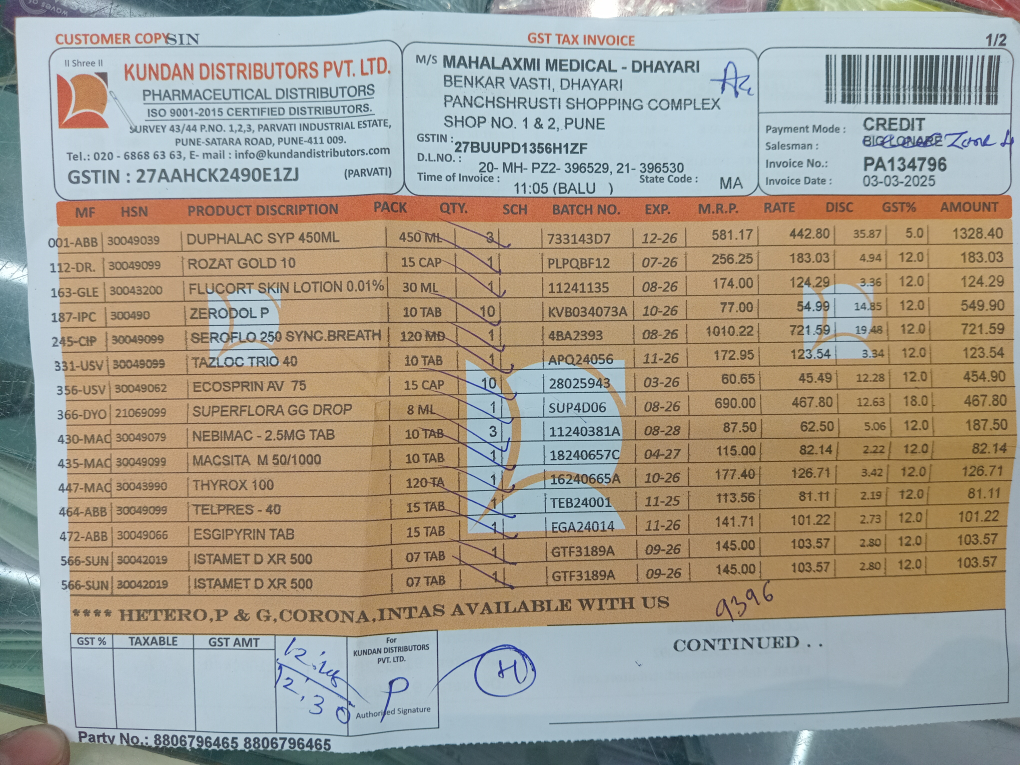 CUSTOMER COPY SIN
GST TAX INVOICE
1/2
II Shree II
KUNDAN DISTRIBUTORS PVT. LTD.
PHARMACEUTICAL DISTRIBUTORS
ISO 9001-2015 CERTIFIED DISTRIBUTORS.
SURVEY 43/44 P.NO. 1,2,3, PARVATI INDUSTRIAL ESTATE,
PUNE-SATARA ROAD, PUNE-411 009.
Tel.: 020 - 6868 63 63, E- mail : info@kundandistributors.com
GSTIN : 27AAHCK2490E1ZJ (PARVATI)
M/S MAHALAXMI MEDICAL - DHAYARI
BENKAR VASTI, DHAYARI
PANCHSHRUSTI SHOPPING COMPLEX
SHOP NO. 1 & 2, PUNE
GSTIN : 27BUUPD1356H1ZF
D.L.NO. : 20- MH- PZ2- 396529, 21- 396530
Time of Invoice : 11:05 (BALU ) State Code : MA
Payment Mode : CREDIT
Salesman : Zone 4
Invoice No.: PA134796
Invoice Date : 03-03-2025
MF HSN PRODUCT DISCRIPTION PACK QTY. SCH BATCH NO. EXP. M.R.P. RATE DISC GST% AMOUNT
001-ABB 30049039 DUPHALAC SYP 450ML 450 ML 3 733143D7 12-26 581.17 442.80 35.87 5.0 1328.40
112-DR. 30049099 ROZAT GOLD 10 15 CAP 1 PLPQBF12 07-26 256.25 183.03 4.94 12.0 183.03
163-GLE 30043200 FLUCORT SKIN LOTION 0.01% 30 ML 1 11241135 08-26 174.00 124.29 3.36 12.0 124.29
187-IPC 300490 ZERODOL P 10 TAB 10 KVB034073A 10-26 77.00 54.99 14.85 12.0 549.90
245-CIP 30049099 SEROFLO 250 SYNC.BREATH 120 MD 1 4BA2393 08-26 1010.22 721.59 19.48 12.0 721.59
331-USV 30049099 TAZLOC TRIO 40 10 TAB 1 APQ24056 11-26 172.95 123.54 3.34 12.0 123.54
356-USV 30049062 ECOSPRIN AV 75 15 CAP 10 28025943 03-26 60.65 45.49 12.28 12.0 454.90
366-DYO 21069099 SUPERFLORA GG DROP 8 ML 1 SUP4D06 08-26 690.00 467.80 12.63 18.0 467.80
430-MAC 30049079 NEBIMAC - 2.5MG TAB 10 TAB 3 11240381A 08-28 87.50 62.50 5.06 12.0 187.50
435-MAC 30049099 MACSITA M 50/1000 10 TAB 1 18240657C 04-27 115.00 82.14 2.22 12.0 82.14
447-MAC 30043990 THYROX 100 120 TA 1 16240665A 10-26 177.40 126.71 3.42 12.0 126.71
464-ABB 30049099 TELPRES - 40 15 TAB 1 TEB24001 11-25 113.56 81.11 2.19 12.0 81.11
472-ABB 30049066 ESGIPYRIN TAB 15 TAB 1 EGA24014 11-26 141.71 101.22 2.73 12.0 101.22
566-SUN 30042019 ISTAMET D XR 500 07 TAB 1 GTF3189A 09-26 145.00 103.57 2.80 12.0 103.57
566-SUN 30042019 ISTAMET D XR 500 07 TAB 1 GTF3189A 09-26 145.00 103.57 2.80 12.0 103.57
**** HETERO,P & G,CORONA,INTAS AVAILABLE WITH US
9396
GST % TAXABLE GST AMT
12:30
For
KUNDAN DISTRIBUTORS
PVT. LTD.
P
Authorised Signature
H
CONTINUED . .
Party No.: 8806796465 8806796465